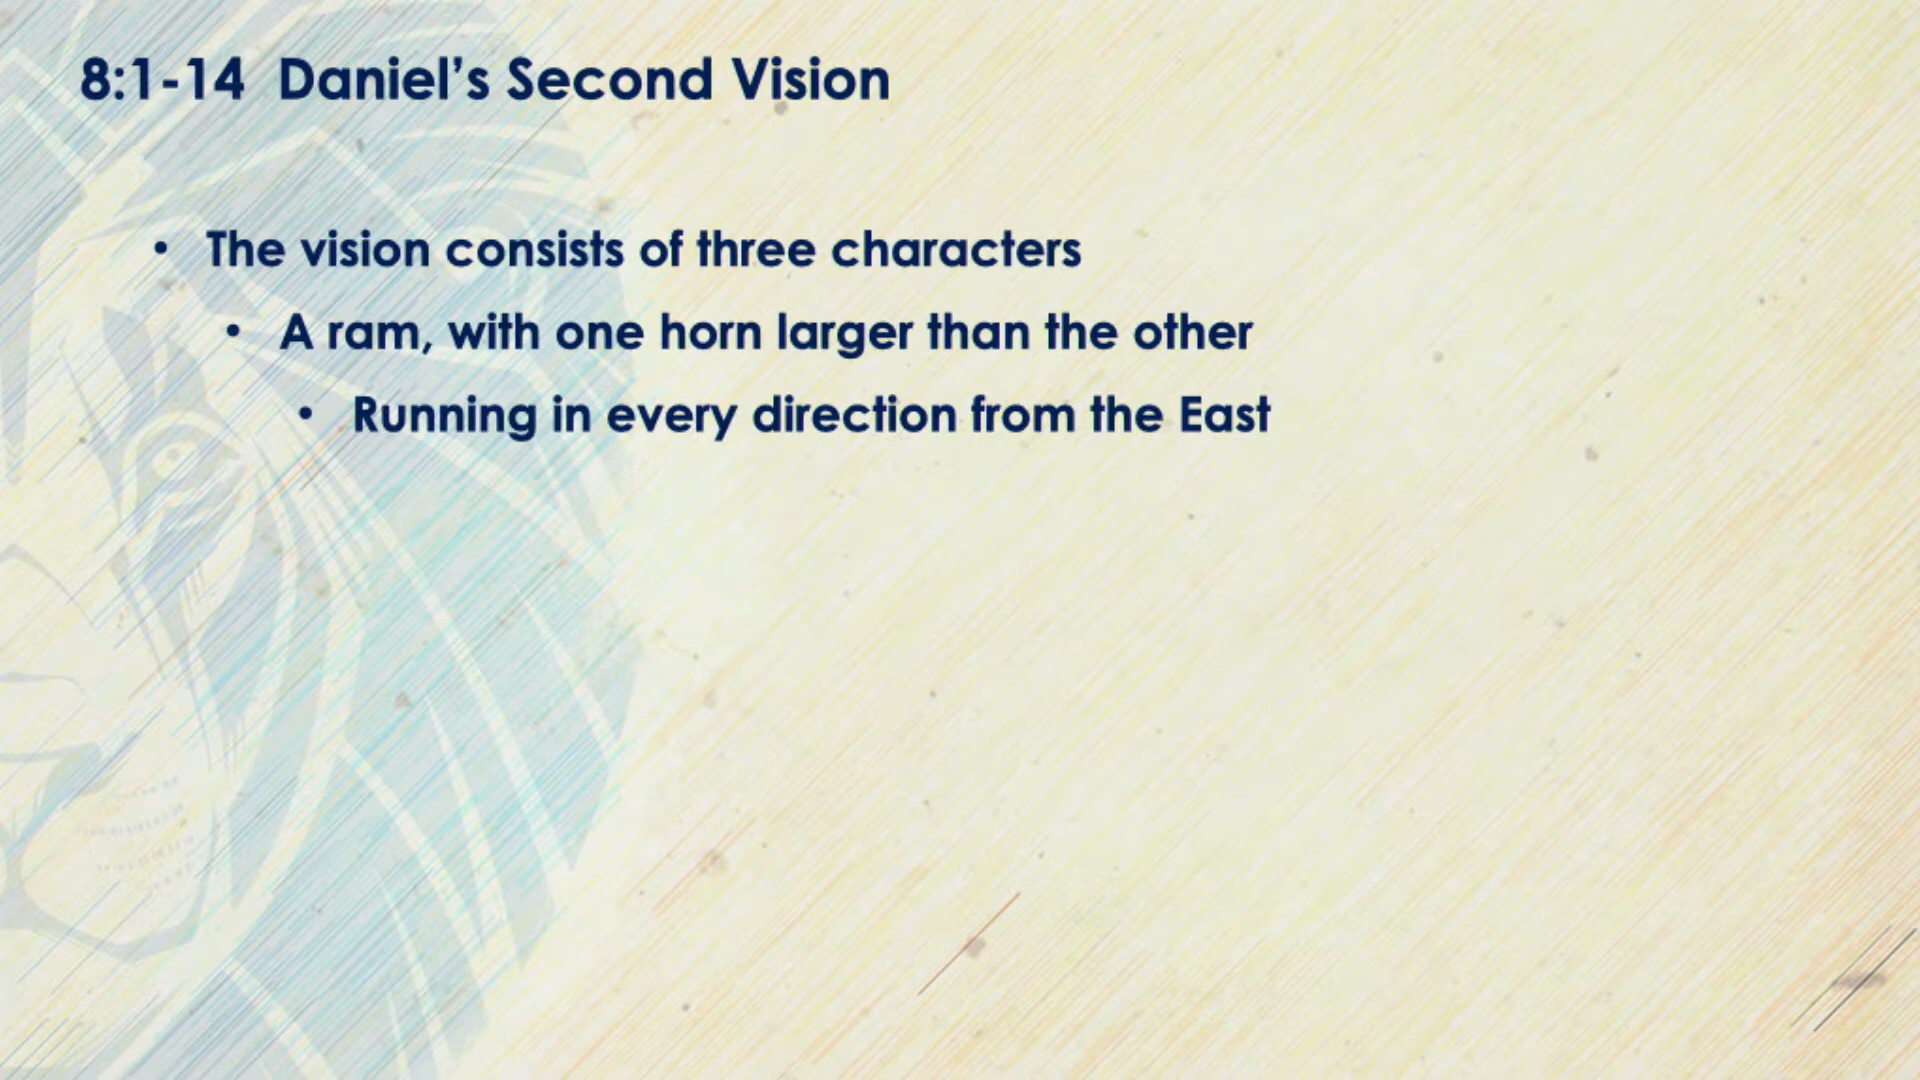 8:1-14 Daniel’s Second Vision
• The vision consists of three characters
• A ram, with one horn larger than the other
• Running in every direction from the East